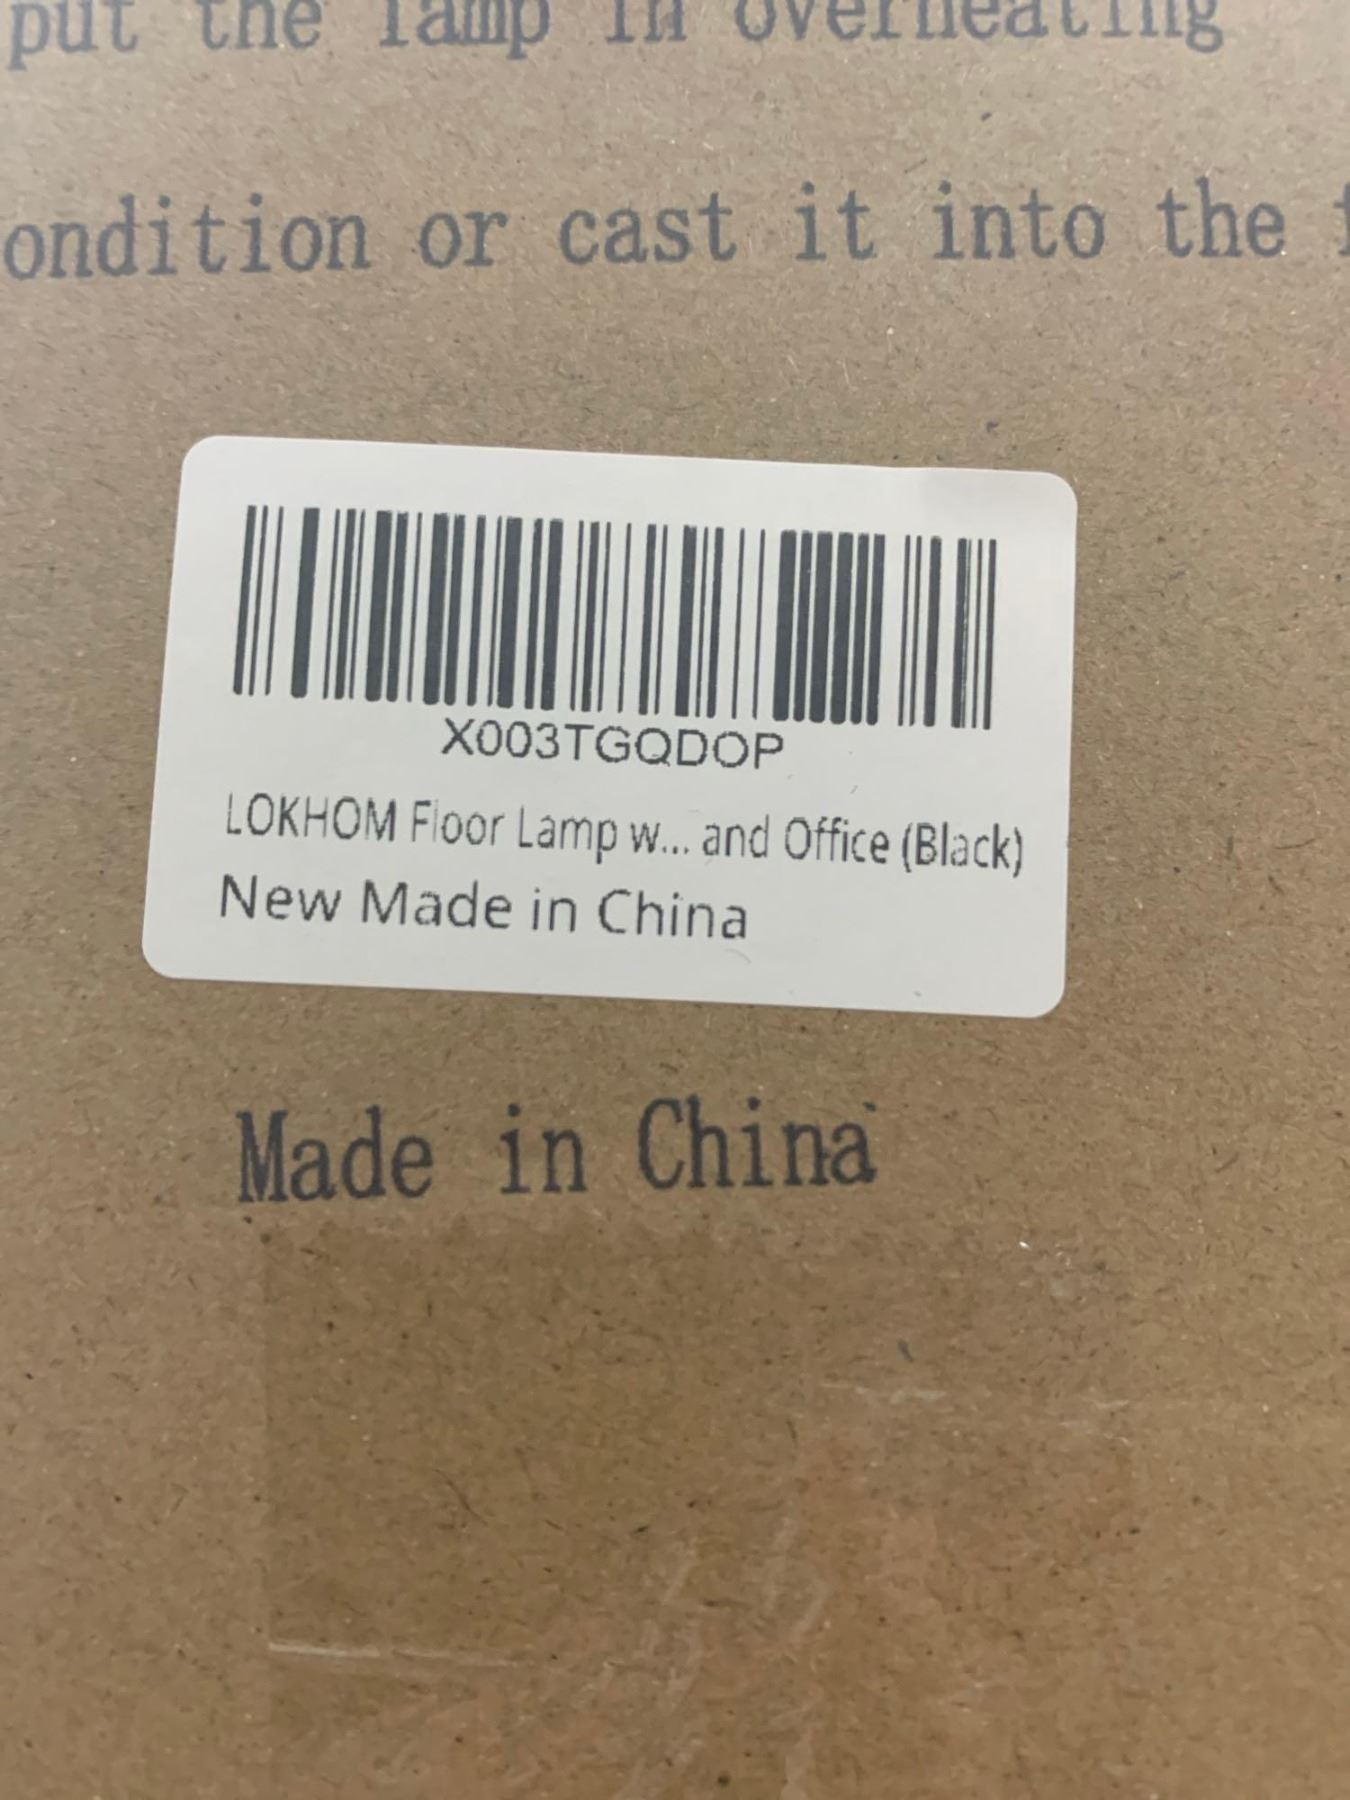 put the lamp in overheating
ondition or cast it into the
X003TGQDOP
LOKHOM Floor Lamp w... and Office (Black)
New Made in China
Made in China